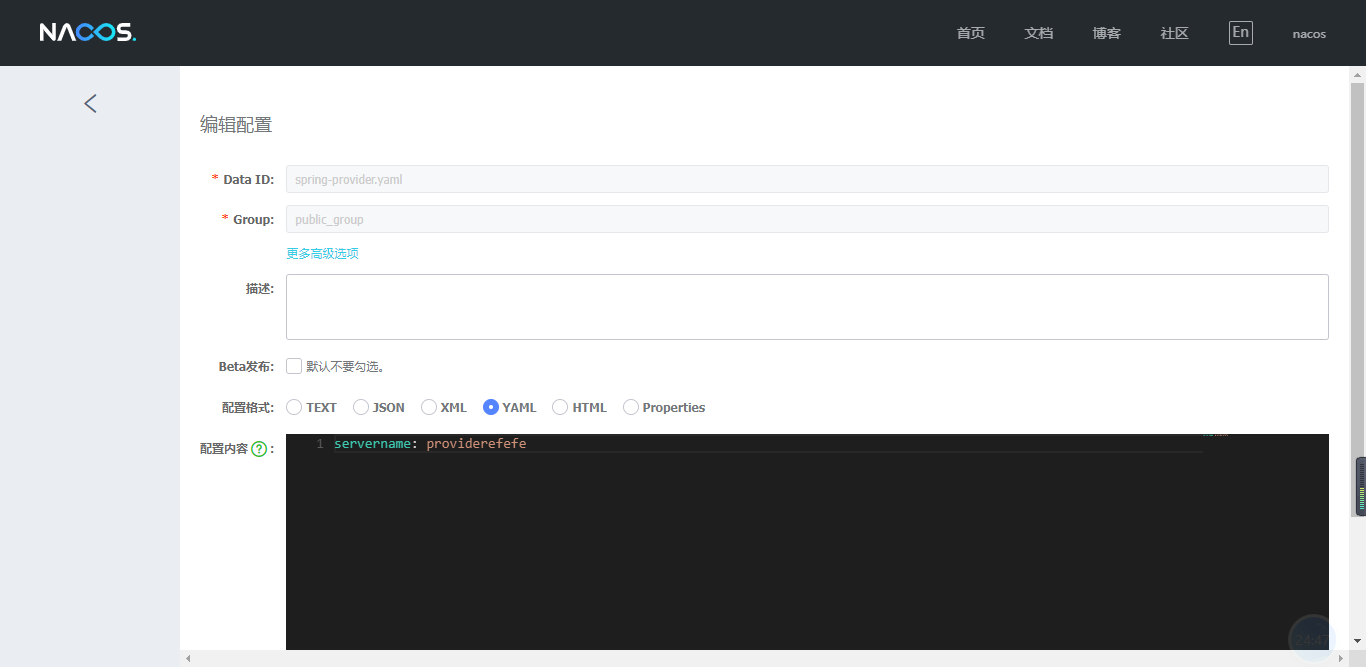 NACOS.
首页 文档 博客 社区 En nacos
编辑配置
* Data ID: spring-provider.yaml
* Group: public_group
更多高级选项
描述:
Beta发布: 默认不要勾选。
配置格式: TEXT JSON XML YAML HTML Properties
配置内容 ? :
1 servername: providerefefe
24:47